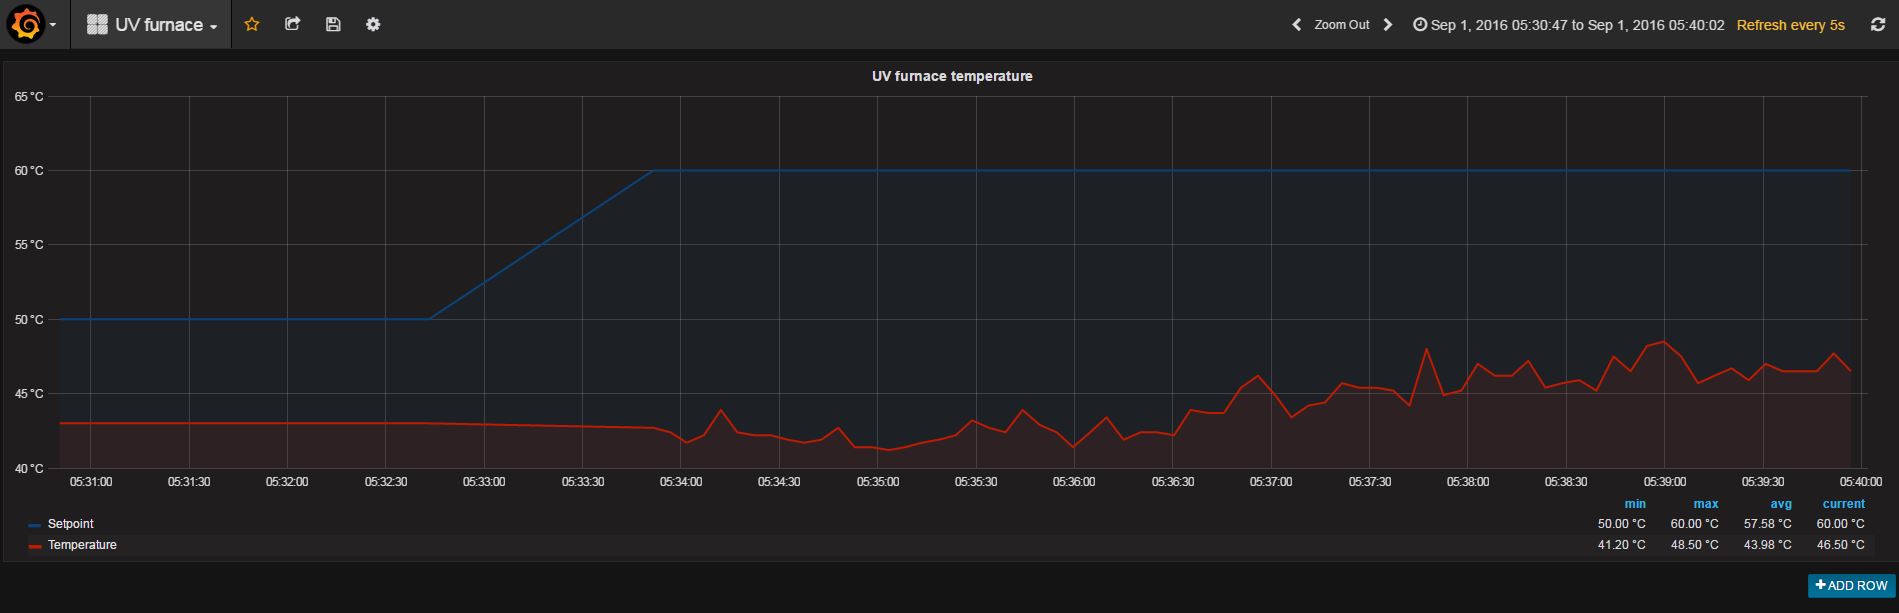 UV furnace
Zoom Out Sep 1, 2016 05:30:47 to Sep 1, 2016 05:40:02 Refresh every 5s
UV furnace temperature
65 °C
60 °C
55 °C
50 °C
45 °C
40 °C
05:31:00 05:31:30 05:32:00 05:32:30 05:33:00 05:33:30 05:34:00 05:34:30 05:35:00 05:35:30 05:36:00 05:36:30 05:37:00 05:37:30 05:38:00 05:38:30 05:39:00 05:39:30 05:40:00
min max avg current
Setpoint 50.00 °C 60.00 °C 57.58 °C 60.00 °C
Temperature 41.20 °C 48.50 °C 43.98 °C 46.50 °C
+ ADD ROW